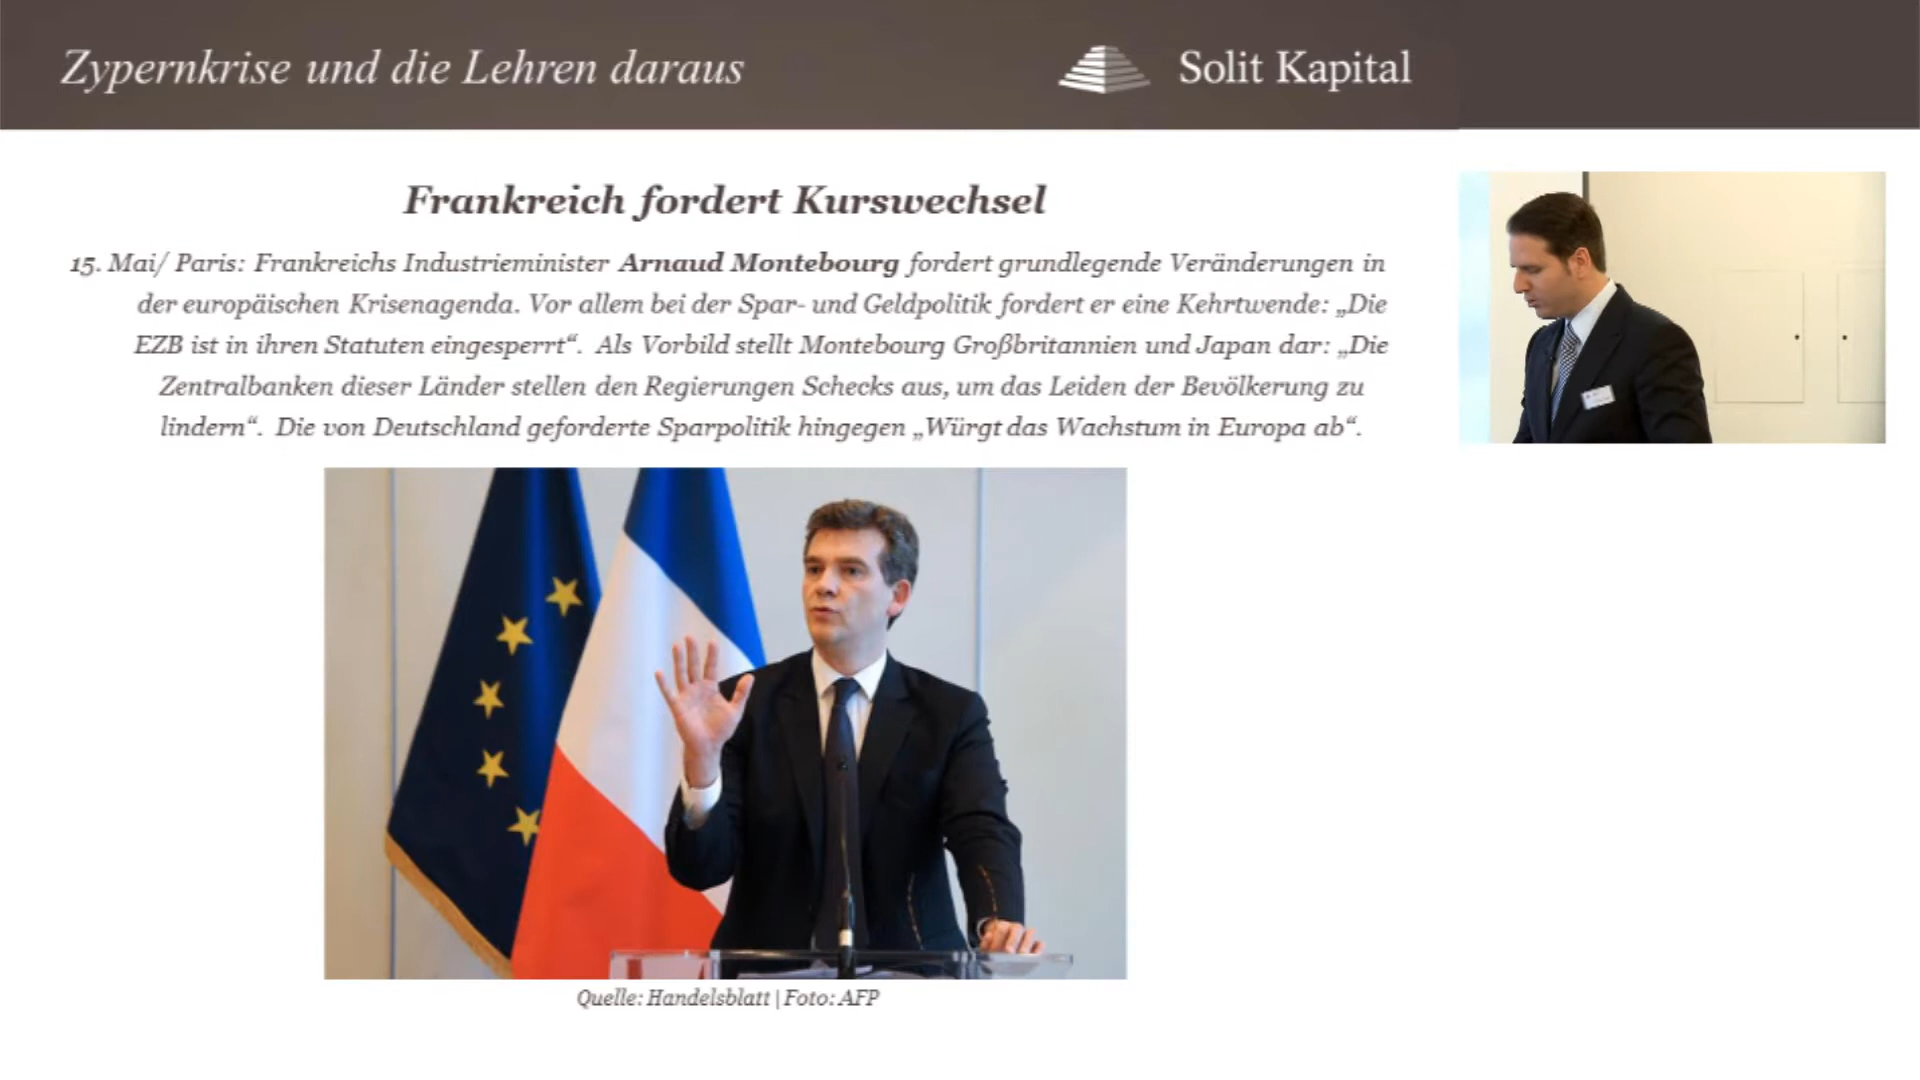 Zypernkrise und die Lehren daraus
Solit Kapital
Frankreich fordert Kurswechsel
15. Mai/ Paris: Frankreichs Industrieminister Arnaud Montebourg fordert grundlegende Veränderungen in
der europäischen Krisenagenda. Vor allem bei der Spar- und Geldpolitik fordert er eine Kehrtwende: „Die
EZB ist in ihren Statuten eingesperrt“. Als Vorbild stellt Montebourg Großbritannien und Japan dar: „Die
Zentralbanken dieser Länder stellen den Regierungen Schecks aus, um das Leiden der Bevölkerung zu
lindern“. Die von Deutschland geforderte Sparpolitik hingegen „Würgt das Wachstum in Europa ab“.
Quelle: Handelsblatt | Foto: AFP